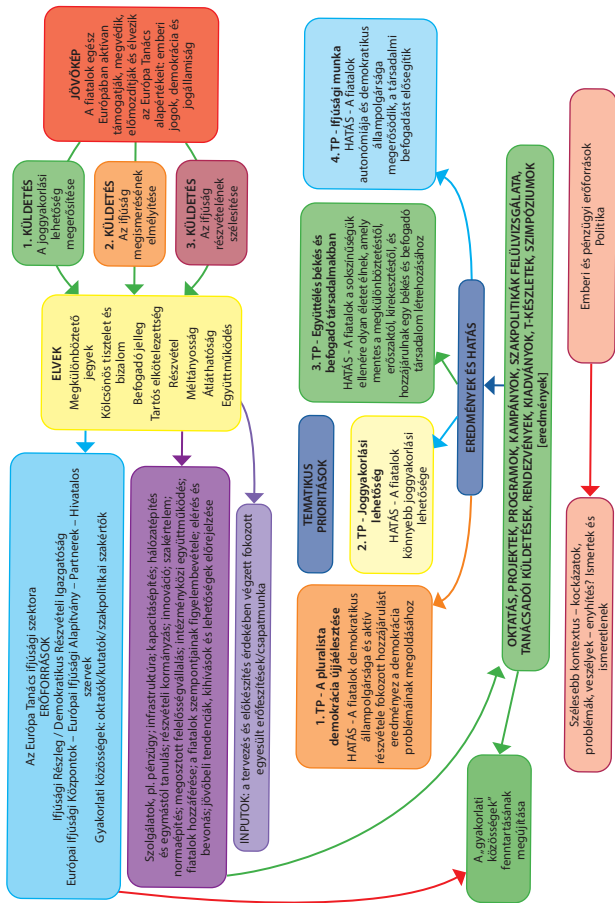 JÖVŐKÉP
A fiatalok egész
Európában aktívan
támogatják, megvédik,
előmozdítják és élvezik
az Európa Tanács
alapértékeit: emberi
jogok, demokrácia és
jogállamiság
1. KÜLDETÉS
A joggyakorlási
lehetőség
megerősítése
2. KÜLDETÉS
Az ifjúság
megismerésének
elmélyítése
3. KÜLDETÉS
Az ifjúság
részvételének
szélesítése
ELVEK
Megkülönböztető
jegyek
Kölcsönös tisztelet és
bizalom
Befogadó jelleg
Tartós elkötelezettség
Részvétel
Méltányosság
Átláthatóság
Együttműködés
Az Európa Tanács ifjúsági szektora
ERŐFORRÁSOK
Ifjúsági Részleg / Demokratikus Részvételi Igazgatóság
Európai Ifjúsági Központok – Európai Ifjúsági Alapítvány – Partnerek – Hivatalos
szervek
Gyakorlati közösségek: oktatók/kutatók/szakpolitikai szakértők
Szolgálatok, pl. pénzügy; infrastruktúra; kapacitásépítés; hálózatépítés
és egymástól tanulás; részvételi kormányzás; innováció; szakértelem;
normaépítés; megosztott felelősségvállalás; intézményközi együttműködés;
fiatalok hozzáférése; a fiatalok szempontjainak figyelembevétele; elérés és
bevonás; jövőbeli tendenciák, kihívások és lehetőségek előrejelzése
INPUTOK: a tervezés és előkészítés érdekében végzett fokozott
egyesült erőfeszítések/csapatmunka
TEMATIKUS
PRIORITÁSOK
1. TP - A pluralista
demokrácia újjáélesztése
HATÁS - A fiatalok demokratikus
állampolgársága és aktív
részvétele fokozott hozzájárulást
eredményez a demokrácia
problémáinak megoldásához
2. TP - Joggyakorlási
lehetőség
HATÁS - A fiatalok
könnyebb joggyakorlási
lehetősége
3. TP - Együttélés békés és
befogadó társadalmakban
HATÁS - A fiatalok a sokszínűségük
ellenére olyan életet élnek, amely
mentes a megkülönböztetéstől,
erőszaktól, kirekesztéstől, és
hozzájárulnak egy békés és befogadó
társadalom létrehozásához
4. TP - Ifjúsági munka
HATÁS - A fiatalok
autonómiája és demokratikus
állampolgársága
megerősödik, a társadalmi
befogadást elősegítik
EREDMÉNYEK ÉS HATÁS
OKTATÁS, PROJEKTEK, PROGRAMOK, KAMPÁNYOK, SZAKPOLITIKÁK FELÜLVIZSGÁLATA,
TANÁCSADÓI KÜLDETÉSEK, RENDEZVÉNYEK, KIADVÁNYOK, T-KÉSZLETEK, SZIMPÓZIUMOK
[eredmények]
A „gyakorlati
közösségek”
fenntartásának
megújítása
Szélesebb kontextus – kockázatok,
problémák, veszélyek – enyhítés? Ismertek és
ismeretlenek
Emberi és pénzügyi erőforrások
Politika